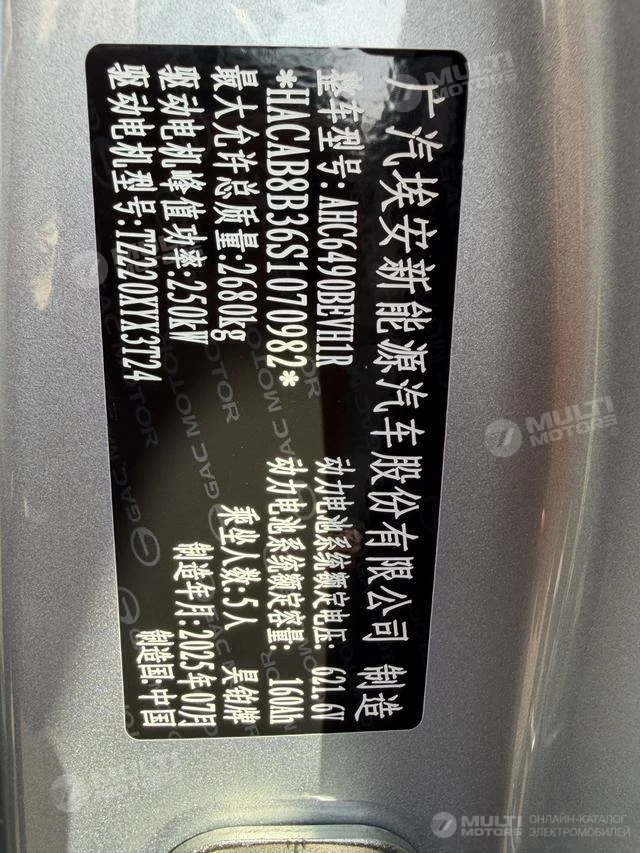 广汽埃安新能源汽车股份有限公司 制造
整车型号:AHC6490BEVH1R 动力电池系统额定电压: 621.6V
*HACAB8B36S1070982* 动力电池系统额定容量: 160Ah
最大允许总质量:2680kg 乘坐人数:5人 昊铂牌
驱动电机峰值功率:250kW 制造年月:2025年07月
驱动电机型号:TZ220XYX3T24 制造国:中国
GAC MOTOR
MULTI MOTORS
MULTI MOTORS
MULTI MOTORS
ОНЛАЙН-КАТАЛОГ
ЭЛЕКТРОМОБИЛЕЙ